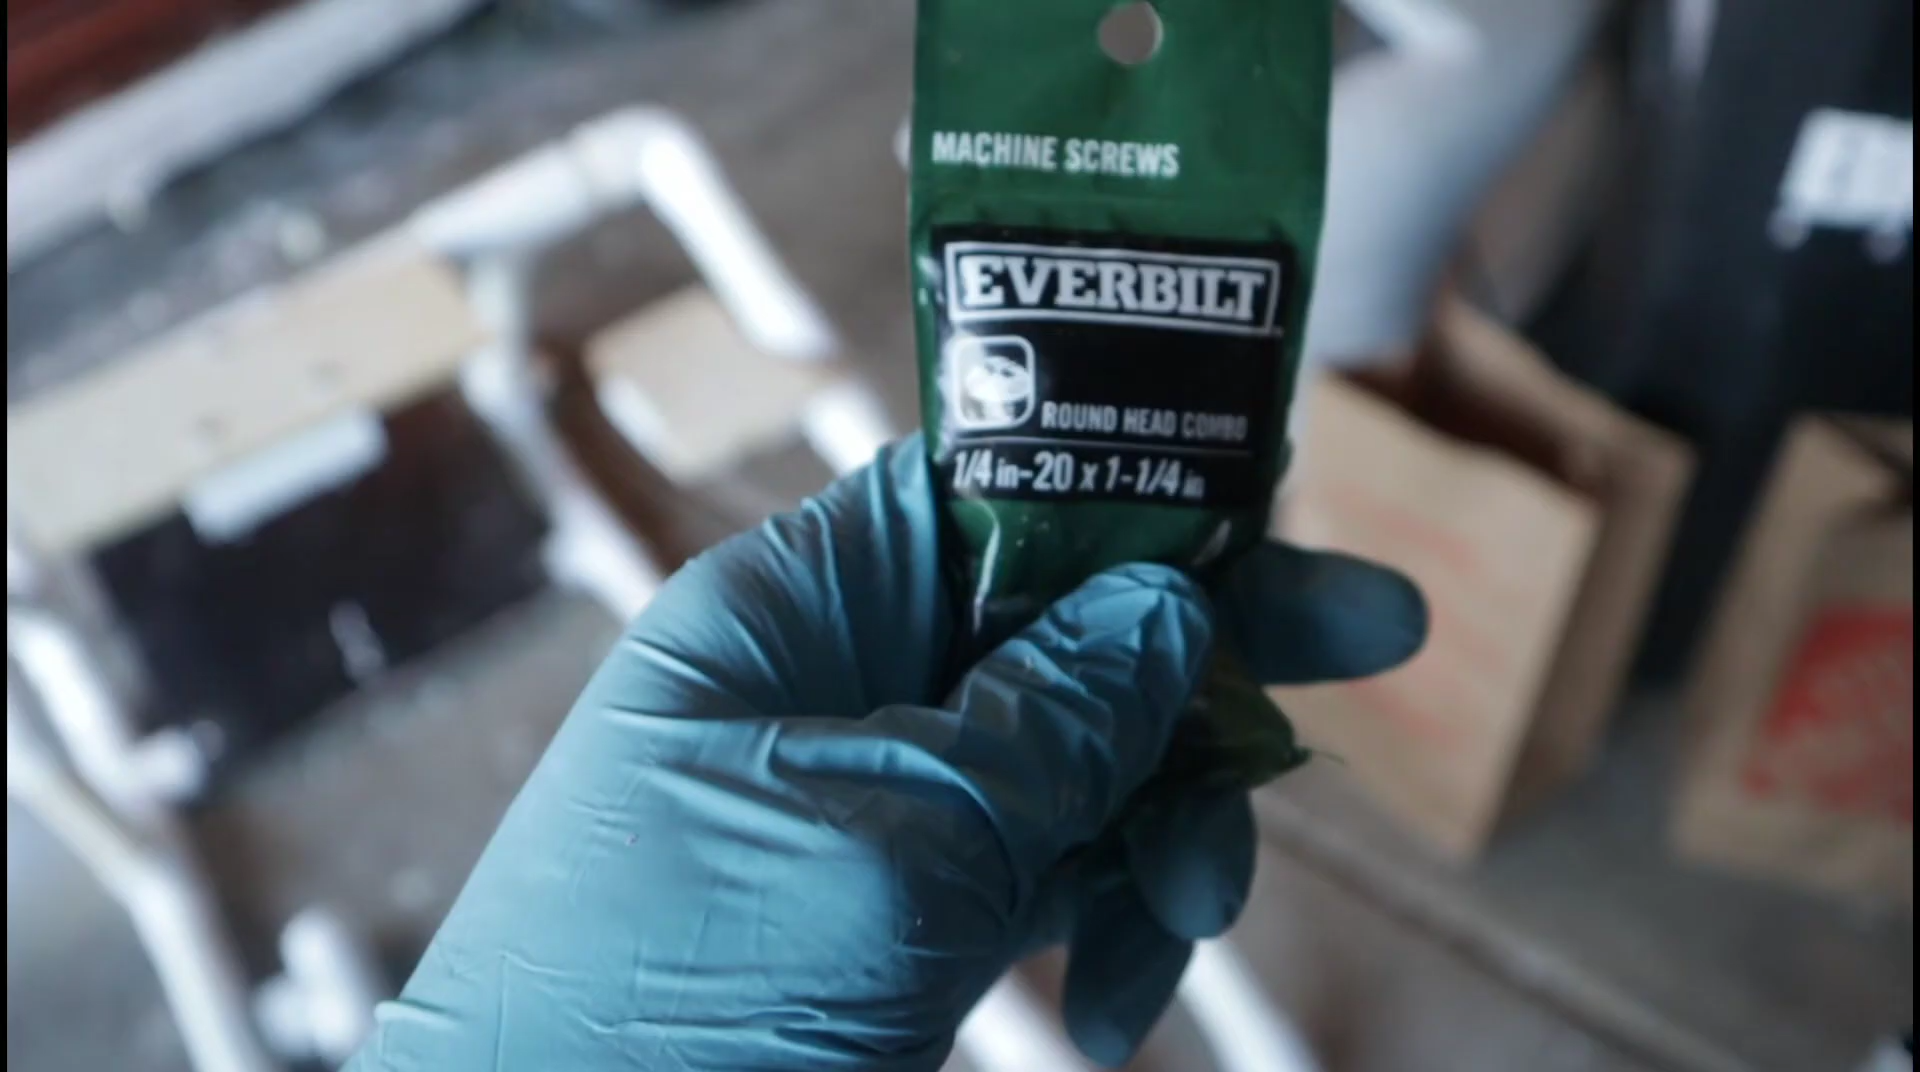 MACHINE SCREWS
EVERBILT
ROUND HEAD COMBO
1/4 in-20 x 1-1/4 in